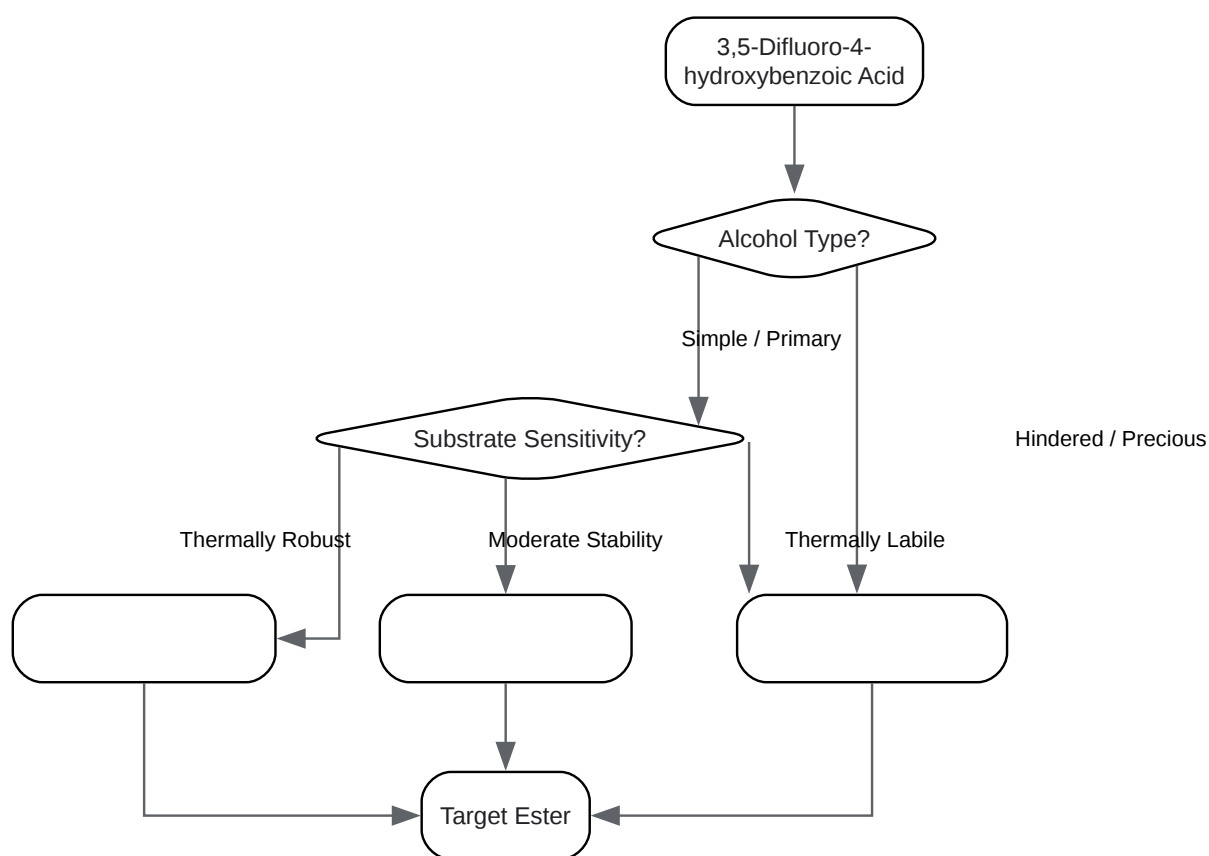 3,5-Difluoro-4-
hydroxybenzoic Acid
Alcohol Type?
Simple / Primary
Substrate Sensitivity?
Hindered / Precious
Thermally Robust
Moderate Stability
Thermally Labile
Target Ester